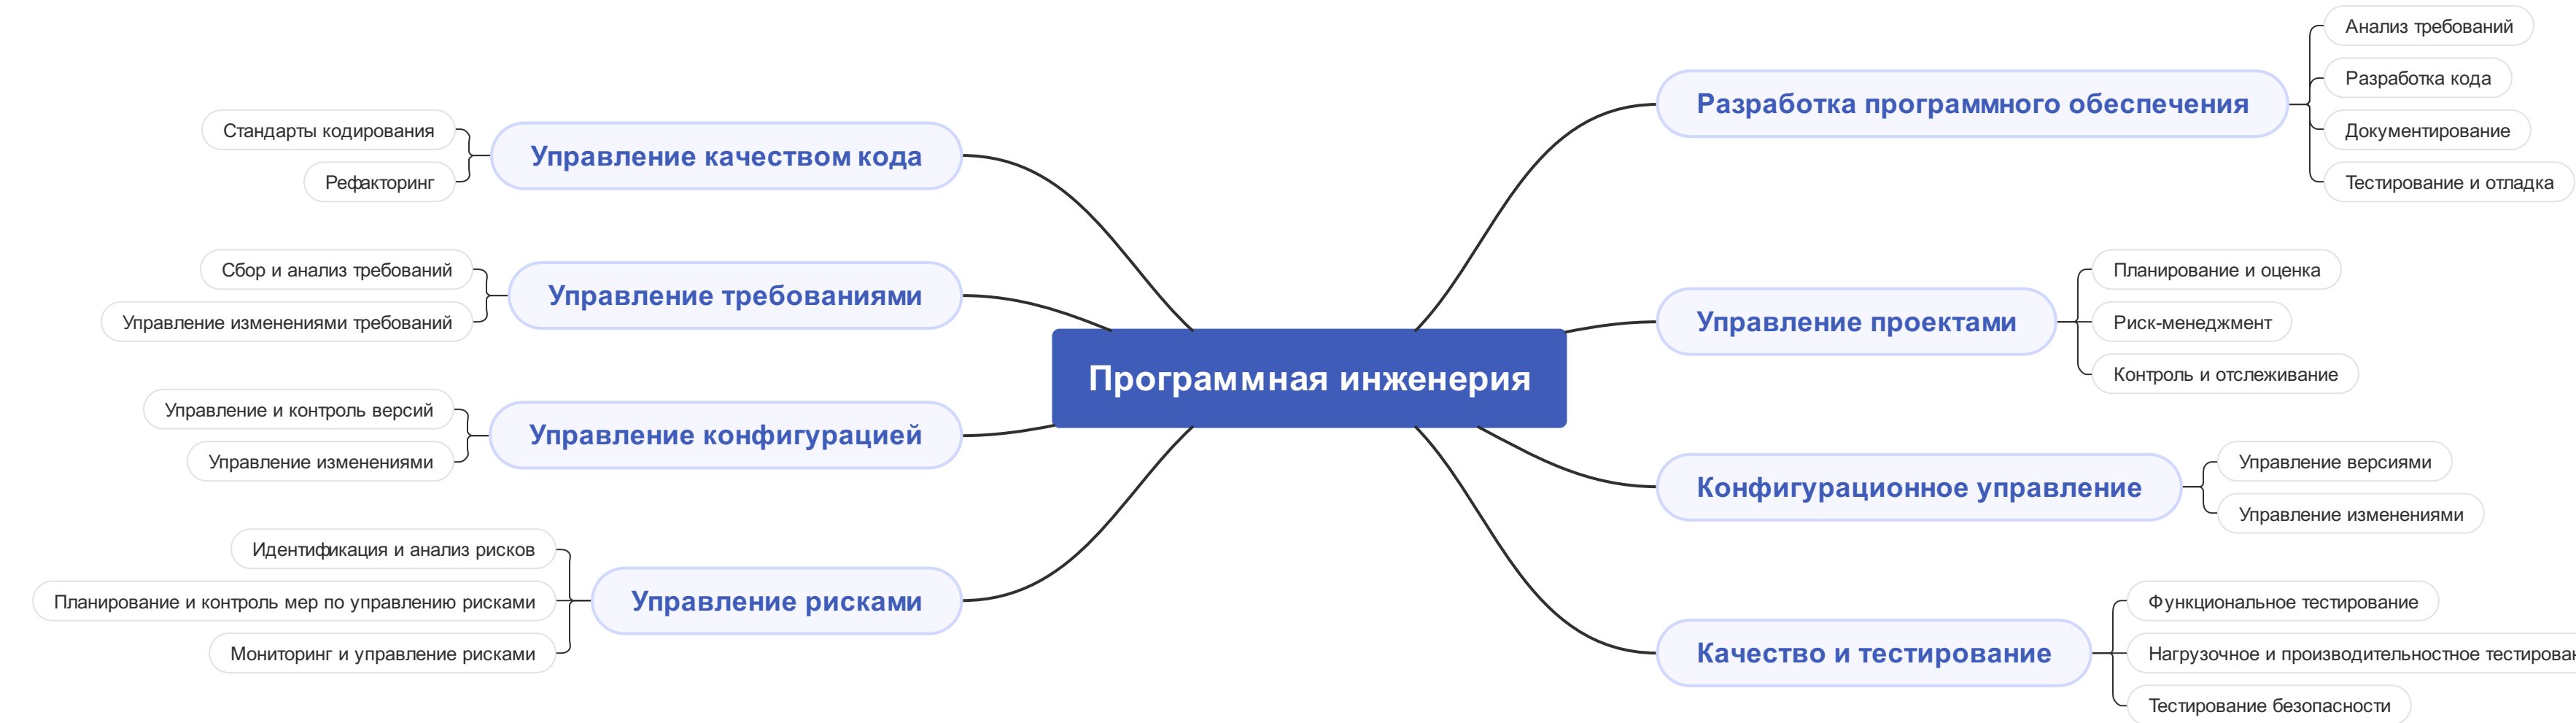 Программная инженерия
Разработка программного обеспечения
Анализ требований
Разработка кода
Документирование
Тестирование и отладка
Управление проектами
Планирование и оценка
Риск-менеджмент
Контроль и отслеживание
Конфигурационное управление
Управление версиями
Управление изменениями
Качество и тестирование
Функциональное тестирование
Нагрузочное и производительностное
Тестирование безопасности
Управление качеством кода
Стандарты кодирования
Рефакторинг
Управление требованиями
Сбор и анализ требований
Управление изменениями требований
Управление конфигурацией
Управление и контроль версий
Управление изменениями
Управление рисками
Идентификация и анализ рисков
Планирование и контроль мер по управлению рисками
Мониторинг и управление рисками